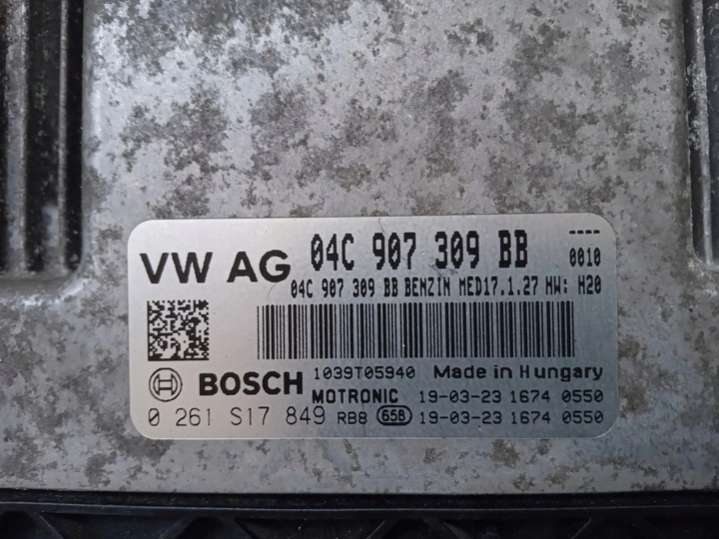 VW AG 04C 907 309 BB ----
0010
04C 907 309 BB BENZIN MED17.1.27 HW: H20
1039T05940 Made in Hungary
BOSCH MOTRONIC 19-03-23 1674 0550
0 261 S17 849 RB8 65B 19-03-23 1674 0550